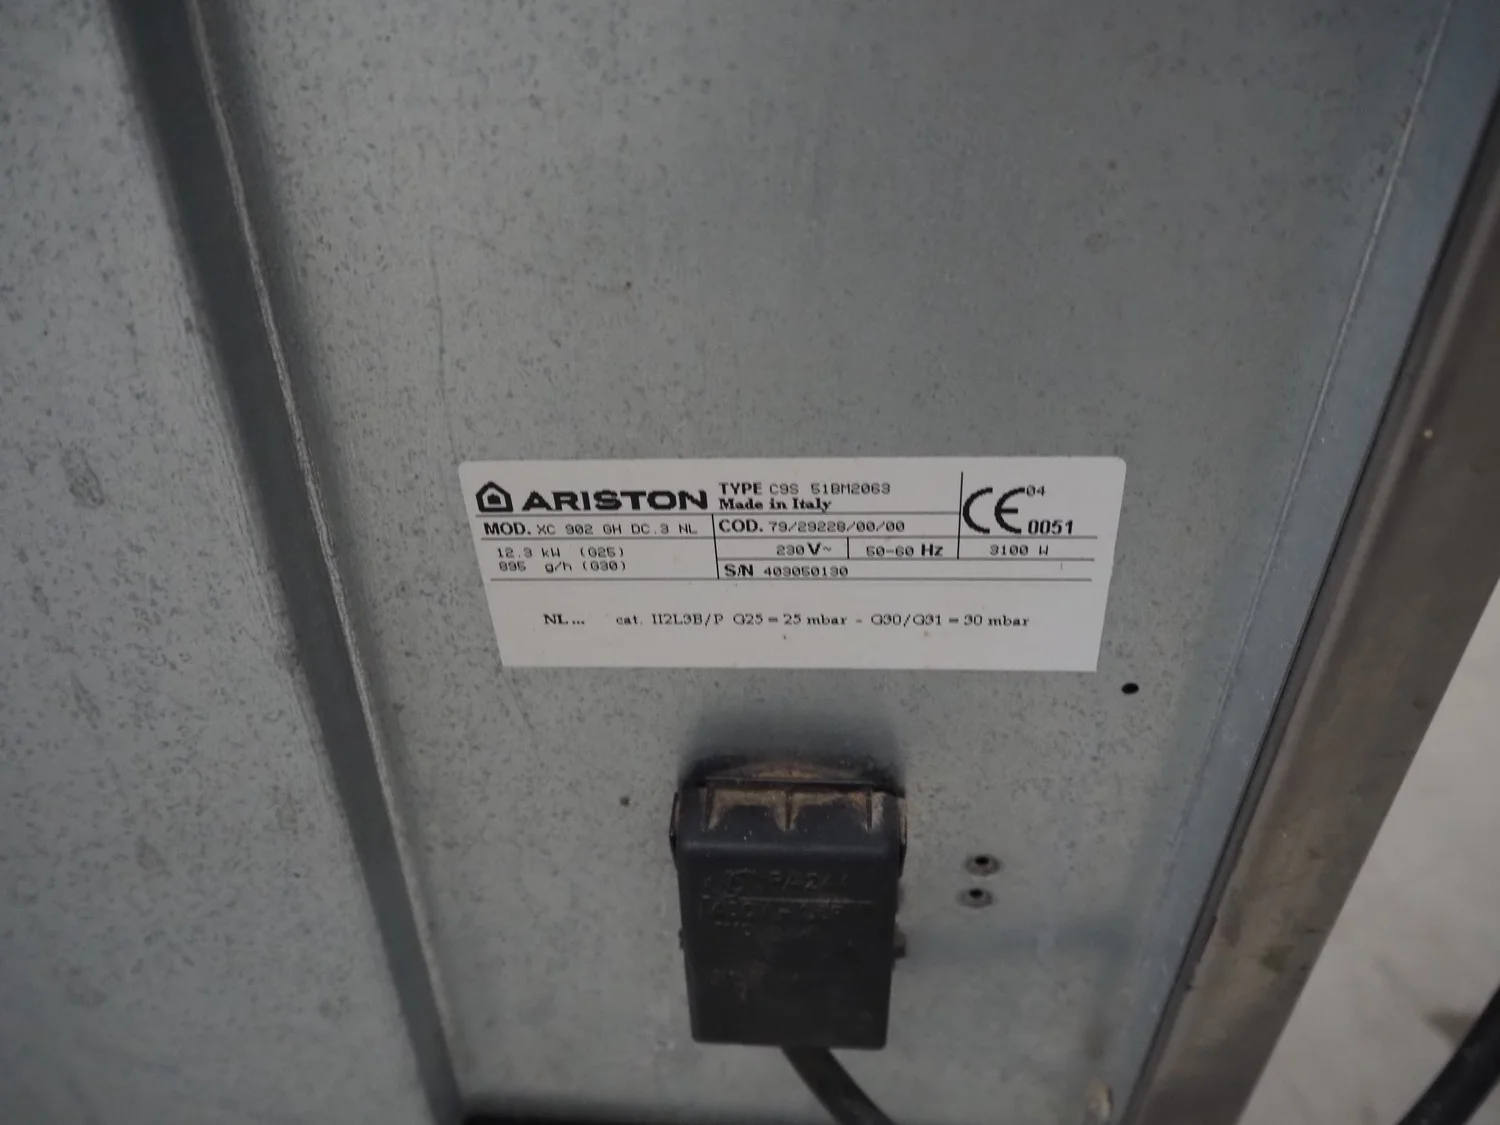 ARISTON
TYPE C9S 51BM2063
Made in Italy
CE 04
0051
MOD. XC 902 GH DC.3 NL
COD. 79/29228/00/00
12.3 kW (G25)
895 g/h (G30)
230 V~
50-60 Hz
3100 W
S/N 403050130
NL ... cat. II2L3B/P G25 = 25 mbar - G30/G31 = 30 mbar